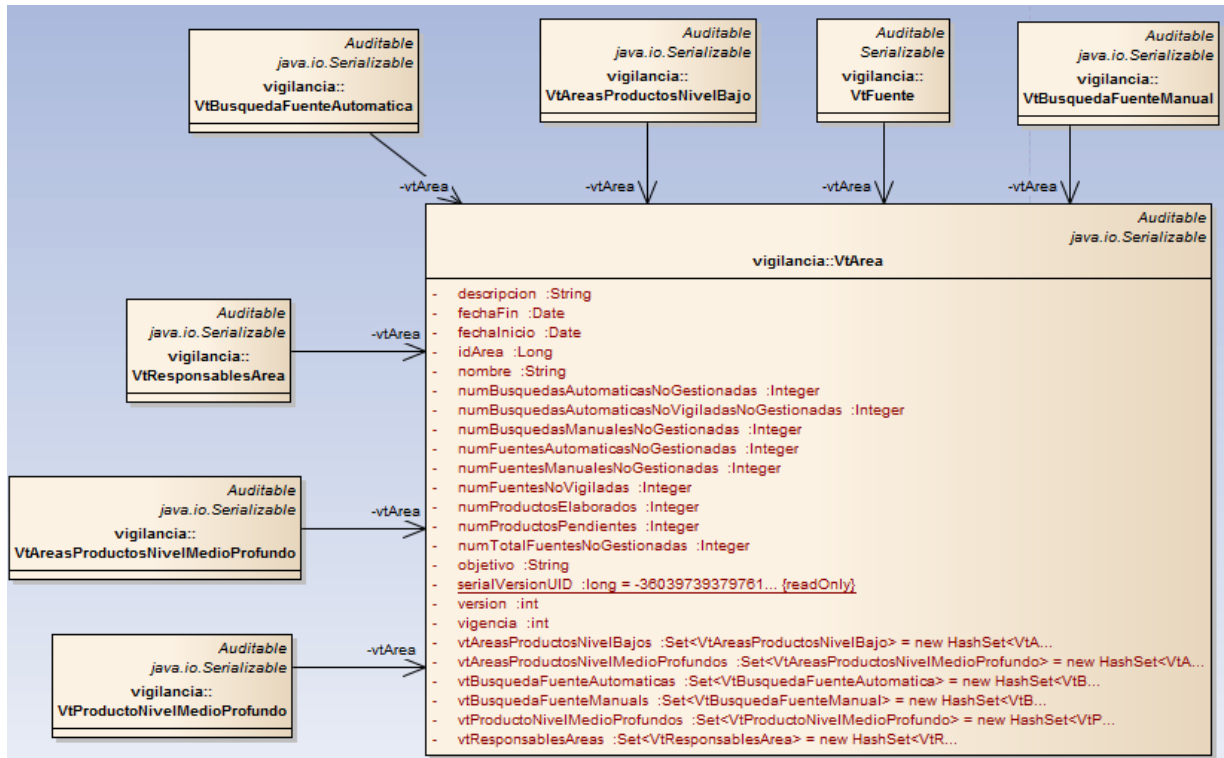 Auditable
java.io.Serializable
vigilancia::
VtBusquedaFuenteAutomatica
Auditable
java.io.Serializable
vigilancia::
VtAreasProductosNivelBajo
Auditable
Serializable
vigilancia::
VtFuente
Auditable
java.io.Serializable
vigilancia::
VtBusquedaFuenteManual
-vtArea
-vtArea
-vtArea
-vtArea
Auditable
java.io.Serializable
vigilancia::VtArea
Auditable
java.io.Serializable
vigilancia::
VtResponsablesArea
-vtArea
Auditable
java.io.Serializable
vigilancia::
VtAreasProductosNivelMedioProfundo
-vtArea
Auditable
java.io.Serializable
vigilancia::
VtProductoNivelMedioProfundo
-vtArea
- descripcion :String
- fechaFin :Date
- fechaInicio :Date
- idArea :Long
- nombre :String
- numBusquedasAutomaticasNoGestionadas :Integer
- numBusquedasAutomaticasNoVigiladasNoGestionadas :Integer
- numBusquedasManualesNoGestionadas :Integer
- numFuentesAutomaticasNoGestionadas :Integer
- numFuentesManualesNoGestionadas :Integer
- numFuentesNoVigiladas :Integer
- numProductosElaborados :Integer
- numProductosPendientes :Integer
- numTotalFuentesNoGestionadas :Integer
- objetivo :String
- serialVersionUID :long = -36039739379761... {readOnly}
- version :int
- vigencia :int
- vtAreasProductosNivelBajos :Set<VtAreasProductosNivelBajo> = new HashSet<VtA...
- vtAreasProductosNivelMedioProfundos :Set<VtAreasProductosNivelMedioProfundo> = new HashSet<VtA...
- vtBusquedaFuenteAutomaticas :Set<VtBusquedaFuenteAutomatica> = new HashSet<VtB...
- vtBusquedaFuenteManuals :Set<VtBusquedaFuenteManual> = new HashSet<VtB...
- vtProductoNivelMedioProfundos :Set<VtProductoNivelMedioProfundo> = new HashSet<VtP...
- vtResponsablesAreas :Set<VtResponsablesArea> = new HashSet<VtR...